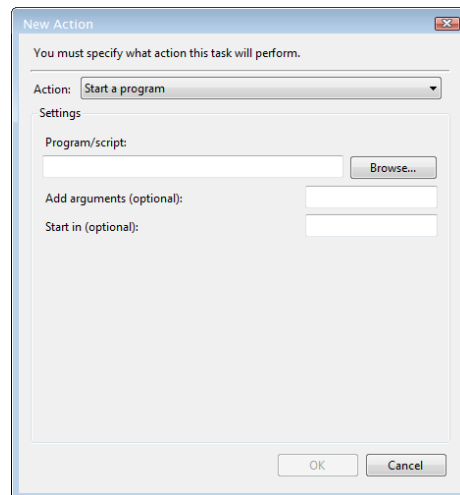 New Action
You must specify what action this task will perform.
Action: Start a program
Settings
Program/script:
Browse...
Add arguments (optional):
Start in (optional):
OK Cancel